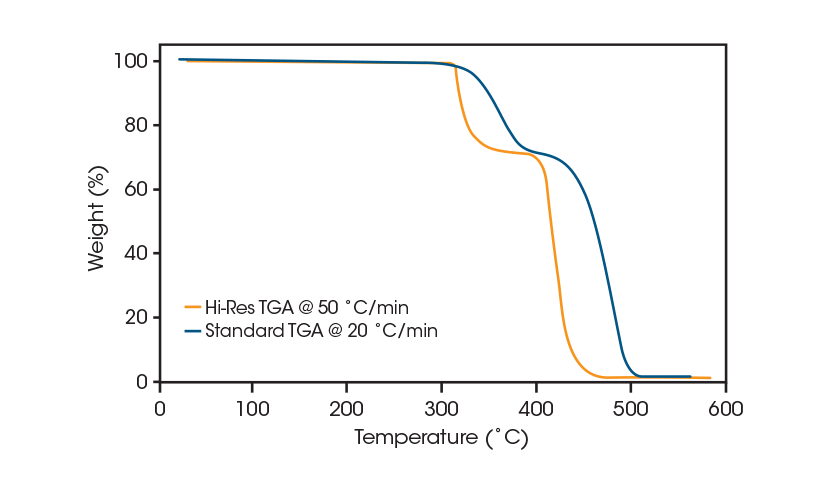 100
80
60
40
20
0
Weight (%)
Hi-Res TGA @ 50 ˚C/min
Standard TGA @ 20 ˚C/min
0 100 200 300 400 500 600
Temperature (˚C)